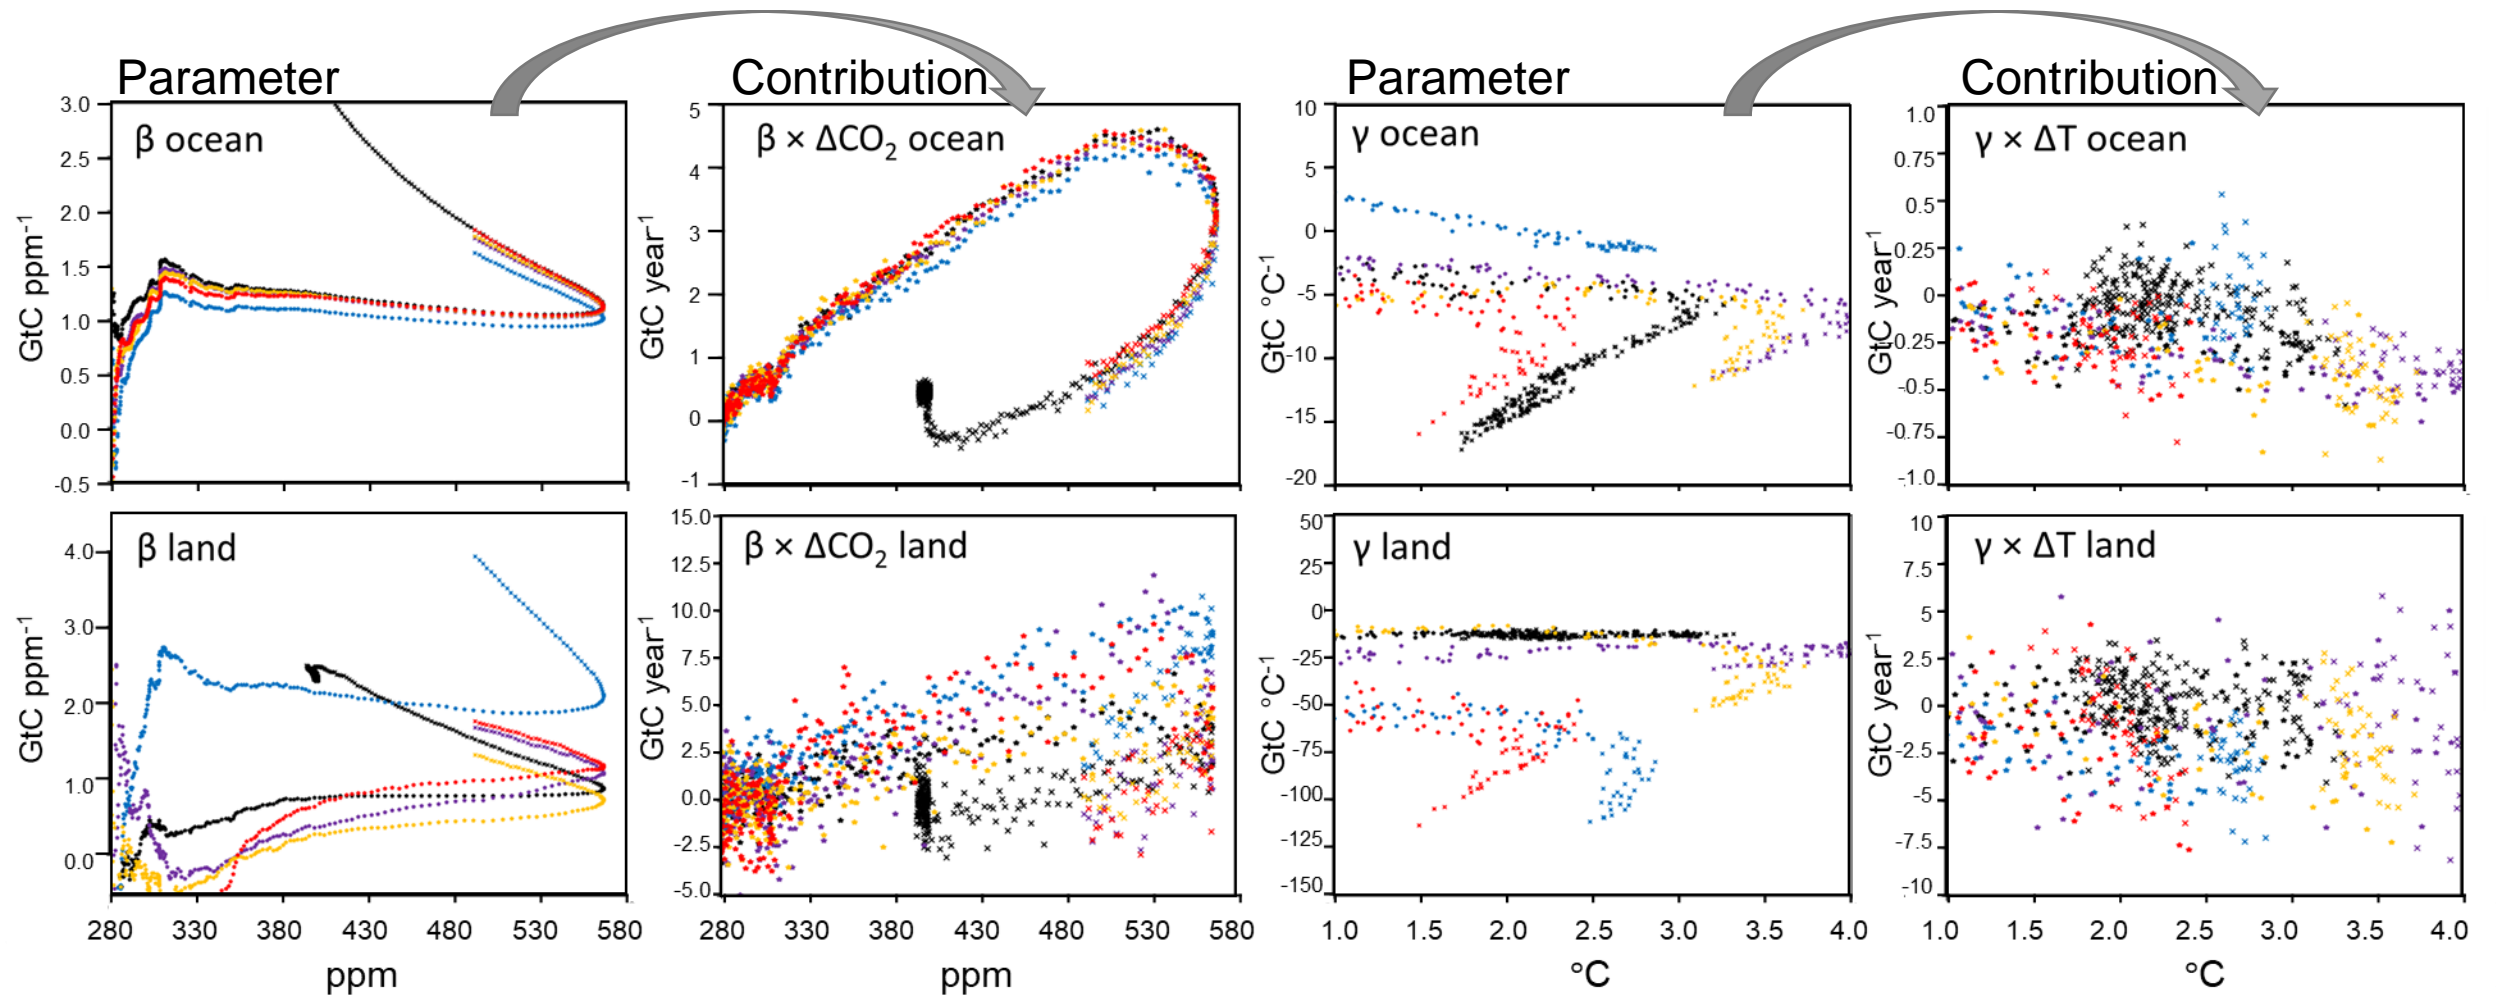 Parameter
Contribution
Parameter
Contribution
β ocean
3.0
2.5
2.0
1.5
1.0
0.5
0.0
-0.5
GtC ppm-1
β × ΔCO2 ocean
5
4
3
2
1
0
-1
GtC year-1
γ ocean
10
5
0
-5
-10
-15
-20
GtC °C-1
γ × ΔT ocean
1.0
0.75
0.5
0.25
0
-0.25
-0.5
-0.75
-1.0
GtC year-1
β land
4.0
3.0
2.0
1.0
0.0
GtC ppm-1
280 330 380 430 480 530 580
ppm
β × ΔCO2 land
15.0
12.5
10.0
7.5
5.0
2.5
0.0
-2.5
-5.0
GtC year-1
280 330 380 430 480 530 580
ppm
γ land
50
25
0
-25
-50
-75
-100
-125
-150
GtC °C-1
1.0 1.5 2.0 2.5 3.0 3.5 4.0
°C
γ × ΔT land
10
7.5
5
2.5
0
-2.5
-5
-7.5
-10
GtC year-1
1.0 1.5 2.0 2.5 3.0 3.5 4.0
°C